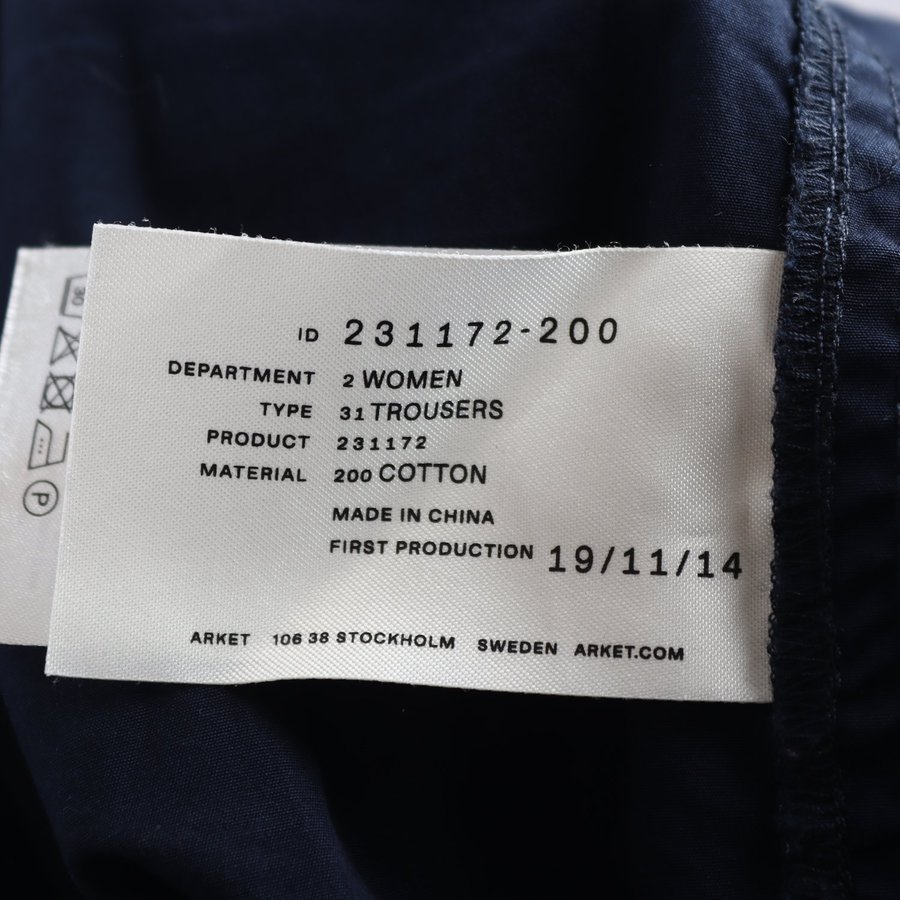 ID 231172-200
DEPARTMENT 2 WOMEN
TYPE 31 TROUSERS
PRODUCT 231172
MATERIAL 200 COTTON
MADE IN CHINA
FIRST PRODUCTION 19/11/14
ARKET 106 38 STOCKHOLM SWEDEN ARKET.COM
30
P